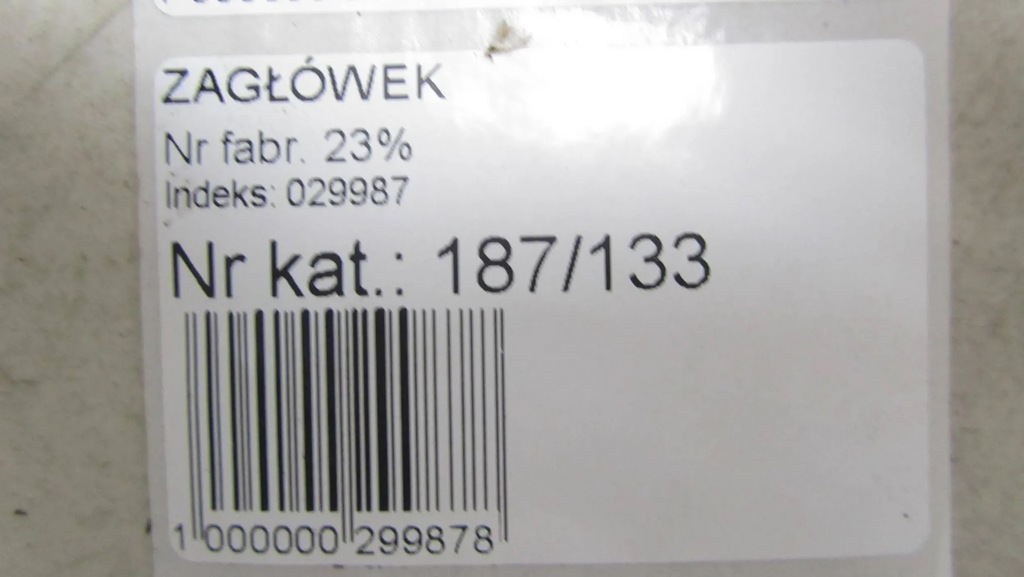 ZAGŁÓWEK
Nr fabr. 23%
Indeks: 029987
Nr kat.: 187/133
1 000000 299878